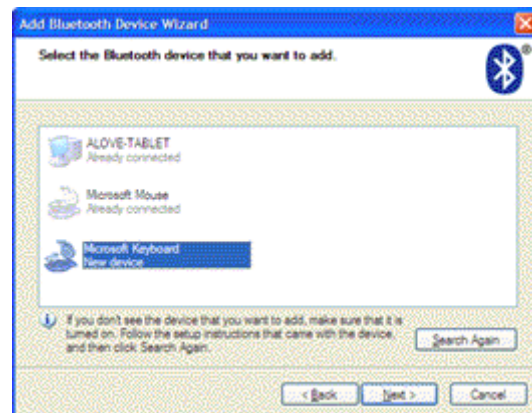 Add Bluetooth Device Wizard
Select the Bluetooth device that you want to add.
®
ALOVE-TABLET
Already connected
Microsoft Mouse
Already connected
Microsoft Keyboard
New device
If you don't see the device that you want to add, make sure that it is
turned on. Follow the setup instructions that came with the device,
and then click Search Again.
Search Again
< Back
Next >
Cancel